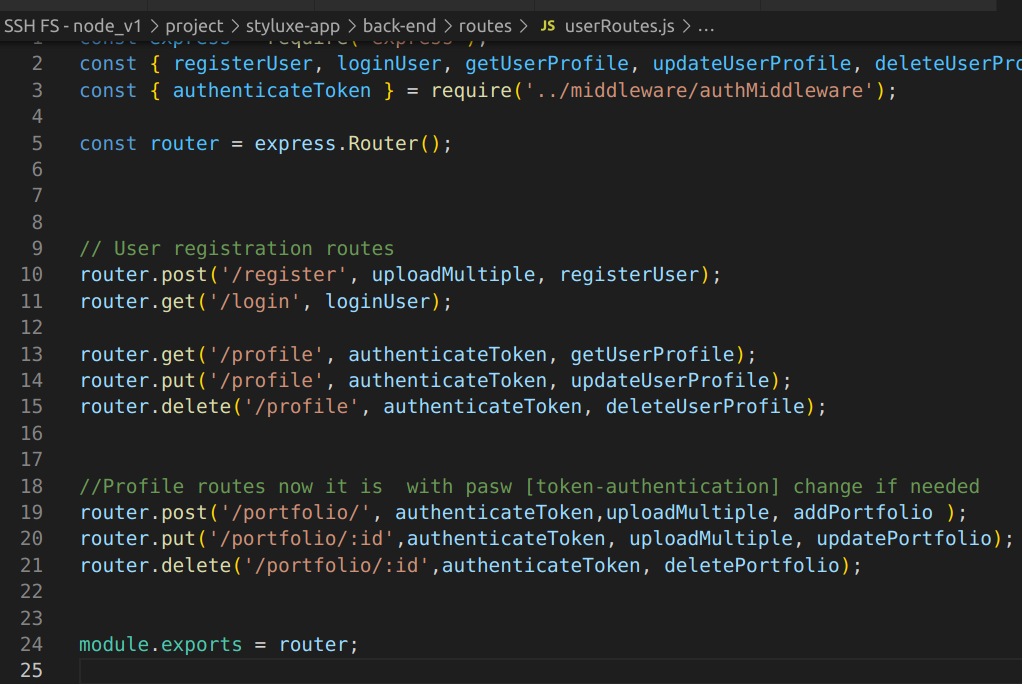 SSH FS - node_v1 > project > styluxe-app > back-end > routes > JS userRoutes.js > ...
1 const express = require('express');
2 const { registerUser, loginUser, getUserProfile, updateUserProfile, deleteUserPro
3 const { authenticateToken } = require('../middleware/authMiddleware');
4
5 const router = express.Router();
6
7
8
9 // User registration routes
10 router.post('/register', uploadMultiple, registerUser);
11 router.get('/login', loginUser);
12
13 router.get('/profile', authenticateToken, getUserProfile);
14 router.put('/profile', authenticateToken, updateUserProfile);
15 router.delete('/profile', authenticateToken, deleteUserProfile);
16
17
18 //Profile routes now it is  with pasw [token-authentication] change if needed
19 router.post('/portfolio/', authenticateToken,uploadMultiple, addPortfolio );
20 router.put('/portfolio/:id',authenticateToken, uploadMultiple, updatePortfolio);
21 router.delete('/portfolio/:id',authenticateToken, deletePortfolio);
22
23
24 module.exports = router;
25